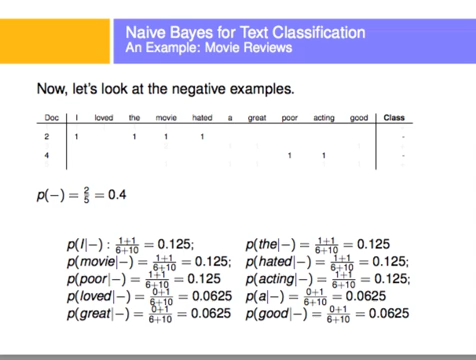 Naive Bayes for Text Classification
An Example: Movie Reviews
Now, let's look at the negative examples.
Doc I loved the movie hated a great poor acting good Class
2 1 1 1 1 -
4 1 1 -
p(−) = 2/5 = 0.4
p(I|−) : 1+1/6+10 = 0.125; p(the|−) = 1+1/6+10 = 0.125
p(movie|−) = 1+1/6+10 = 0.125; p(hated|−) = 1+1/6+10 = 0.125;
p(poor|−) = 1+1/6+10 = 0.125 p(acting|−) = 1+1/6+10 = 0.125;
p(loved|−) = 0+1/6+10 = 0.0625 p(a|−) = 0+1/6+10 = 0.0625
p(great|−) = 0+1/6+10 = 0.0625 p(good|−) = 0+1/6+10 = 0.0625